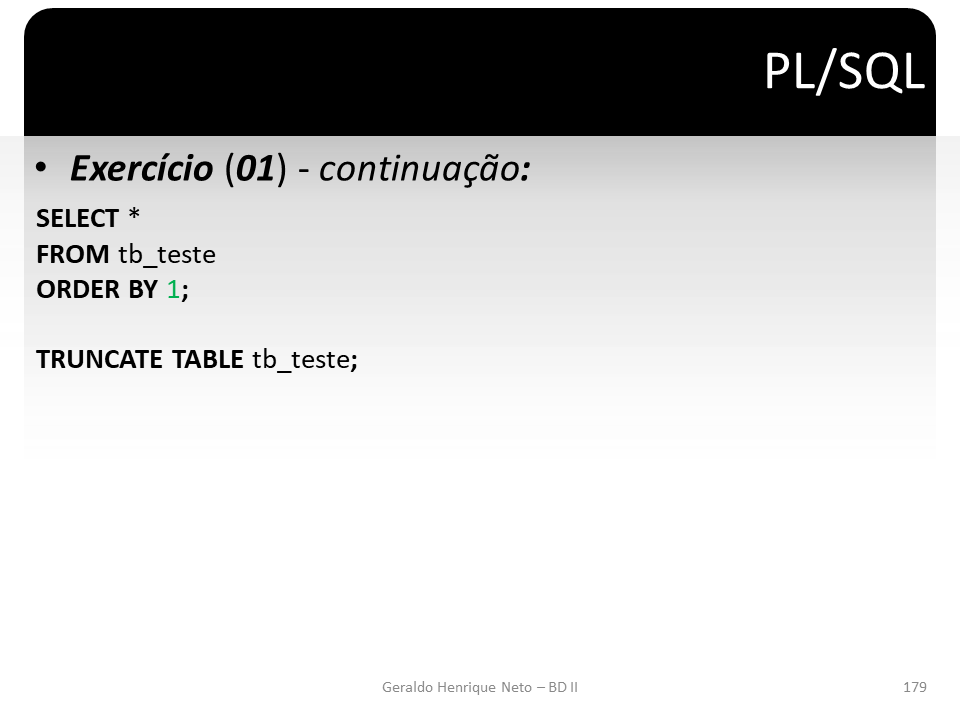 PL/SQL
• Exercício (01) - continuação:
SELECT *
FROM tb_teste
ORDER BY 1;
TRUNCATE TABLE tb_teste;
Geraldo Henrique Neto – BD II
179